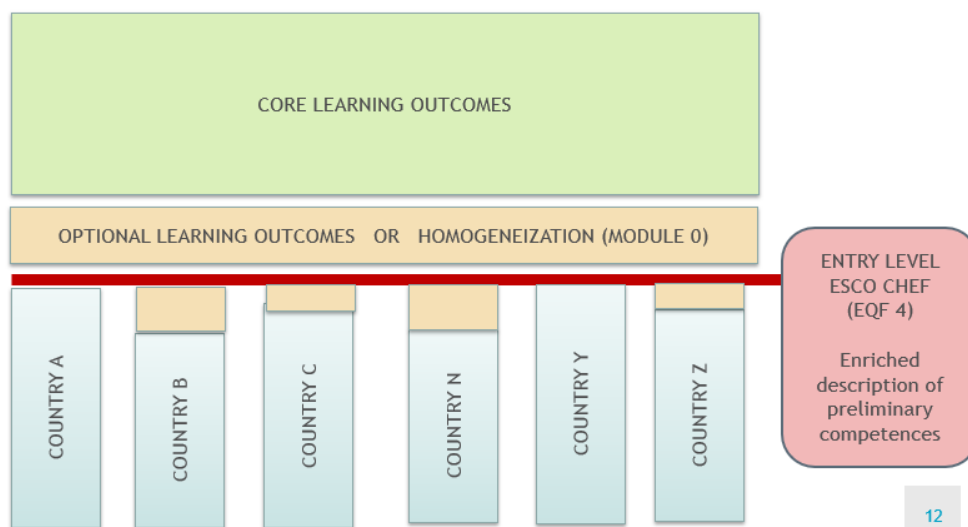 CORE LEARNING OUTCOMES
OPTIONAL LEARNING OUTCOMES OR HOMOGENEIZATION (MODULE 0)
ENTRY LEVEL
ESCO CHEF
(EQF 4)
Enriched
description of
preliminary
competences
COUNTRY A
COUNTRY B
COUNTRY C
COUNTRY N
COUNTRY Y
COUNTRY Z
12